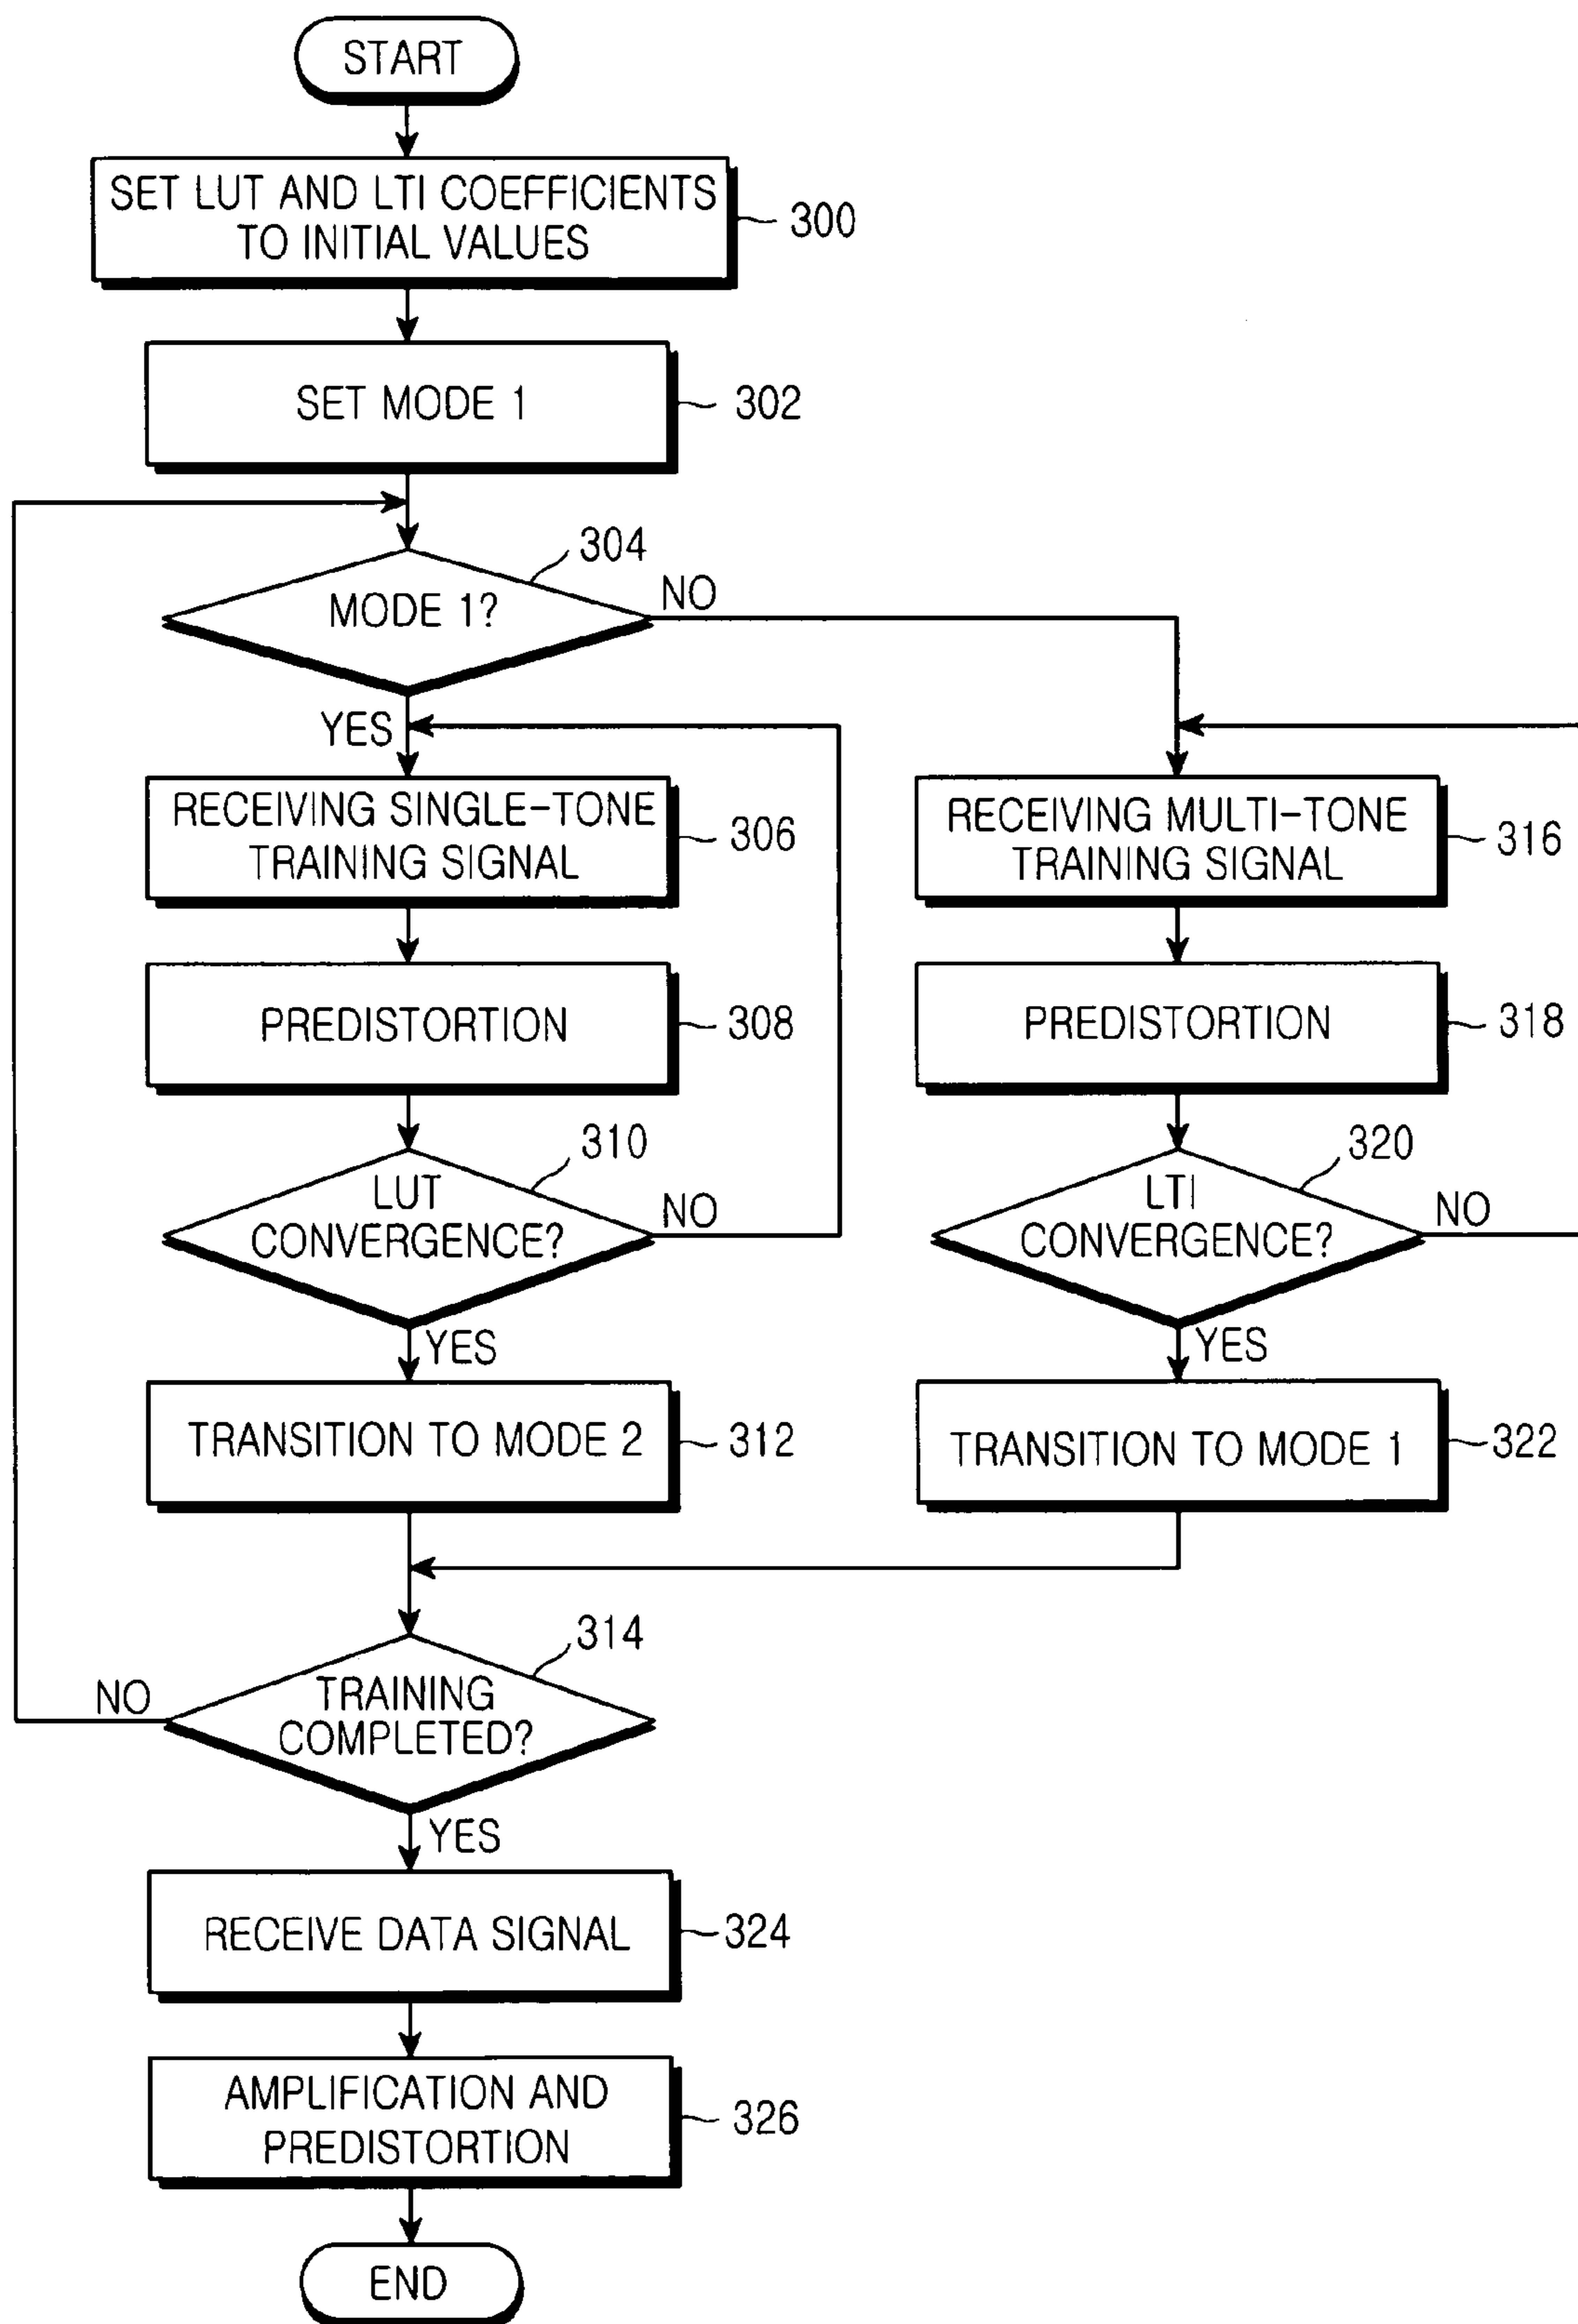 START
SET LUT AND LTI COEFFICIENTS
TO INITIAL VALUES
300
SET MODE 1
302
304
MODE 1?
NO
YES
RECEIVING SINGLE-TONE
TRAINING SIGNAL
306
RECEIVING MULTI-TONE
TRAINING SIGNAL
316
PREDISTORTION
308
PREDISTORTION
318
310
LUT
CONVERGENCE?
NO
YES
320
LTI
CONVERGENCE?
NO
YES
TRANSITION TO MODE 2
312
TRANSITION TO MODE 1
322
314
TRAINING
COMPLETED?
NO
YES
RECEIVE DATA SIGNAL
324
AMPLIFICATION AND
PREDISTORTION
326
END